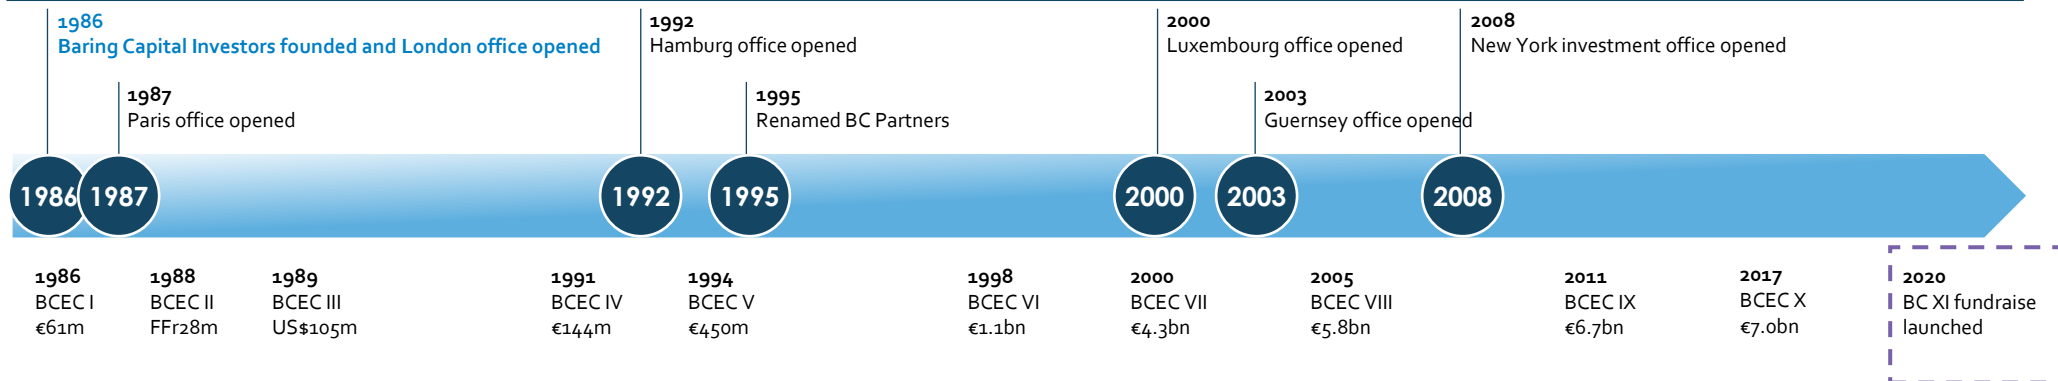 1986
Baring Capital Investors founded and London office opened
1992
Hamburg office opened
2000
Luxembourg office opened
2008
New York investment office opened
1987
Paris office opened
1995
Renamed BC Partners
2003
Guernsey office opened
1986
1987
1992
1995
2000
2003
2008
1986
BCEC I
€61m
1988
BCEC II
FFr28m
1989
BCEC III
US$105m
1991
BCEC IV
€144m
1994
BCEC V
€450m
1998
BCEC VI
€1.1bn
2000
BCEC VII
€4.3bn
2005
BCEC VIII
€5.8bn
2011
BCEC IX
€6.7bn
2017
BCEC X
€7.0bn
2020
BC XI fundraise
launched